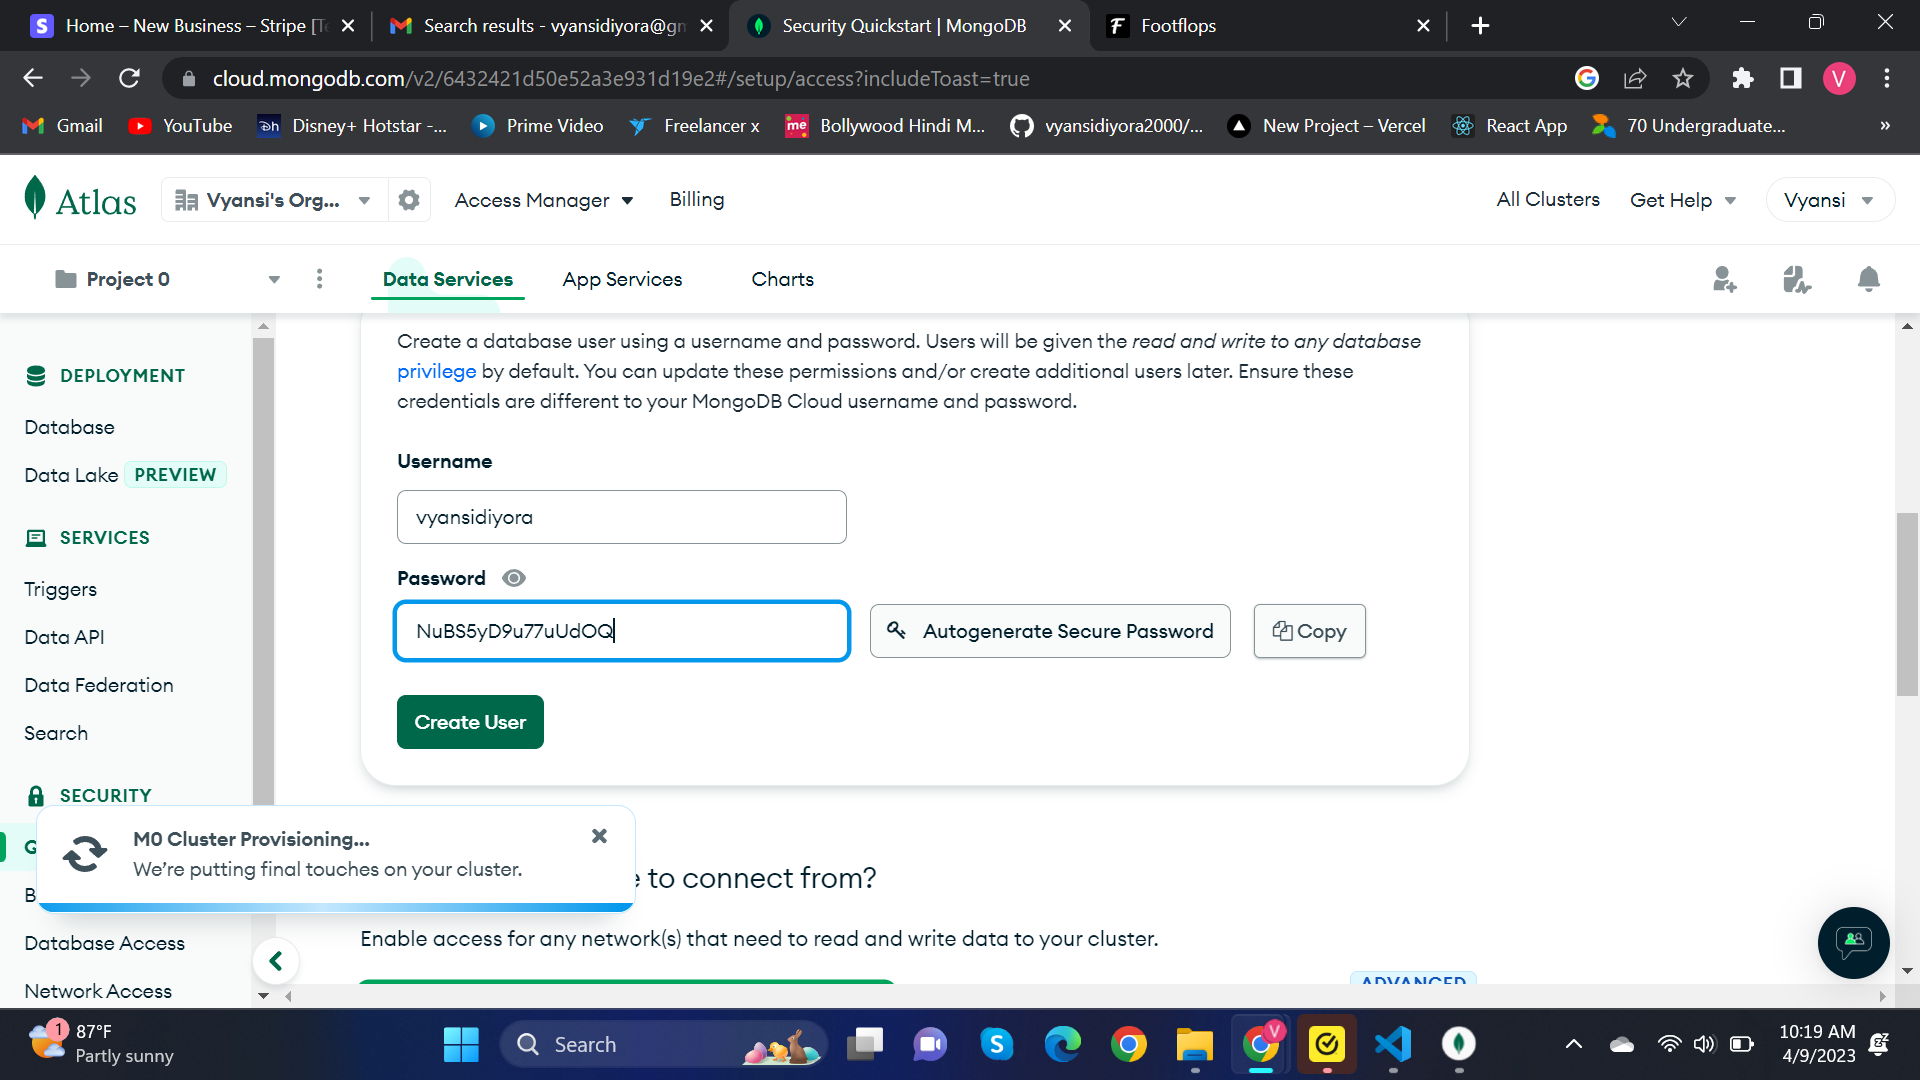 Home – New Business – Stripe [Te
Search results - vyansidiyora@gm
Security Quickstart | MongoDB
Footflops
cloud.mongodb.com/v2/6432421d50e52a3e931d19e2#/setup/access?includeToast=true
V
Gmail
YouTube
Disney+ Hotstar -...
Prime Video
Freelancer x
me Bollywood Hindi M...
vyansidiyora2000/...
New Project – Vercel
React App
70 Undergraduate...
»
Atlas
Vyansi's Org...
Access Manager
Billing
All Clusters
Get Help
Vyansi
Project 0
Data Services
App Services
Charts
DEPLOYMENT
Database
Data Lake PREVIEW
SERVICES
Triggers
Data API
Data Federation
Search
SECURITY
Database Access
Network Access
Create a database user using a username and password. Users will be given the read and write to any database
privilege by default. You can update these permissions and/or create additional users later. Ensure these
credentials are different to your MongoDB Cloud username and password.
Username
vyansidiyora
Password
NuBS5yD9u77uUdOQ
Autogenerate Secure Password
Copy
Create User
M0 Cluster Provisioning...
We're putting final touches on your cluster.
to connect from?
Enable access for any network(s) that need to read and write data to your cluster.
ADVANCED
1
87°F
Partly sunny
Search
V
10:19 AM
4/9/2023